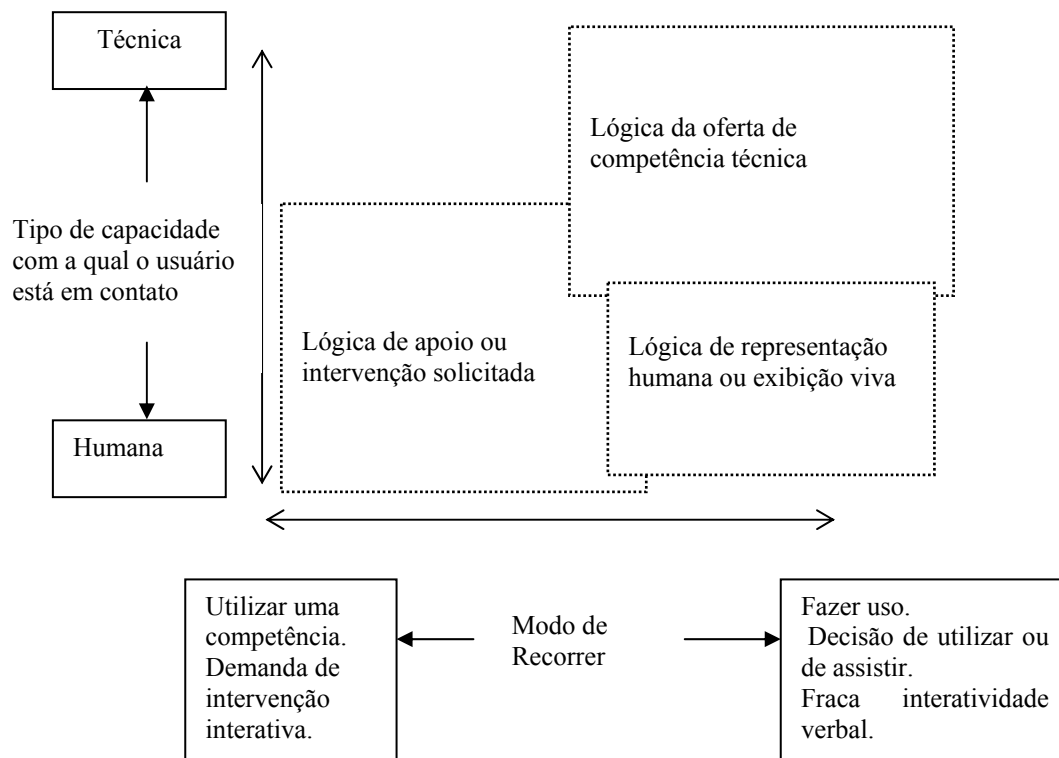 Técnica
Lógica da oferta de
competência técnica
Tipo de capacidade
com a qual o usuário
está em contato
Lógica de apoio ou
intervenção solicitada
Lógica de representação
humana ou exibição viva
Humana
Utilizar uma
competência.
Demanda de
intervenção
interativa.
Modo de
Recorrer
Fazer uso.
Decisão de utilizar ou
de assistir.
Fraca interatividade
verbal.